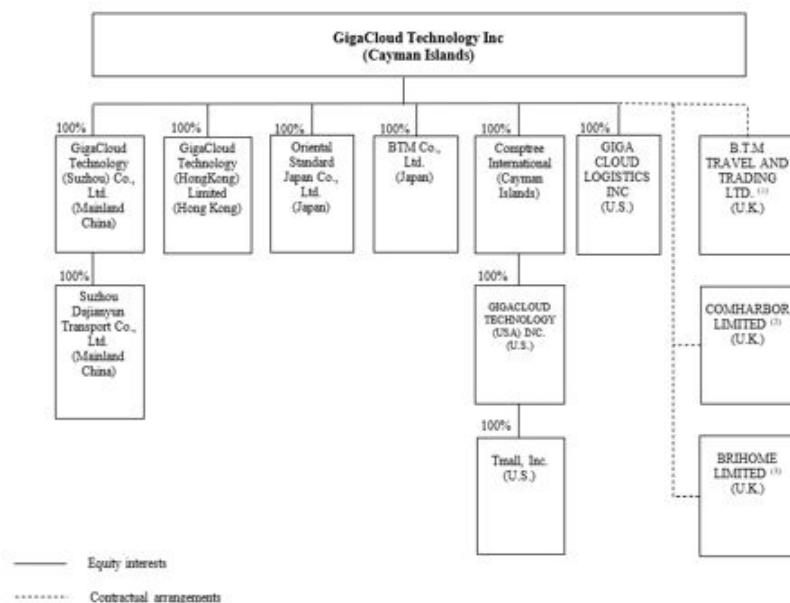 GigaCloud Technology Inc
(Cayman Islands)
100%
100%
100%
100%
100%
100%
GigaCloud
Technology
(Suzhou) Co.,
Ltd.
(Mainland
China)
GigaCloud
Technology
(HongKong)
Limited
(Hong Kong)
Oriental
Standard
Japan Co.,
Ltd.
(Japan)
BTM Co.,
Ltd.
(Japan)
Comptree
International
(Cayman
Islands)
GIGA
CLOUD
LOGISTICS
INC
(U.S.)
B.T.M
TRAVEL AND
TRADING
LTD. (1)
(U.K.)
100%
Suzhou
Dajianyun
Transport Co.,
Ltd.
(Mainland
China)
100%
GIGACLOUD
TECHNOLOGY
(USA) INC.
(U.S.)
COMHARBOR
LIMITED (2)
(U.K.)
100%
Tmall, Inc.
(U.S.)
BRIHOME
LIMITED (3)
(U.K.)
Equity interests
Contractual arrangements